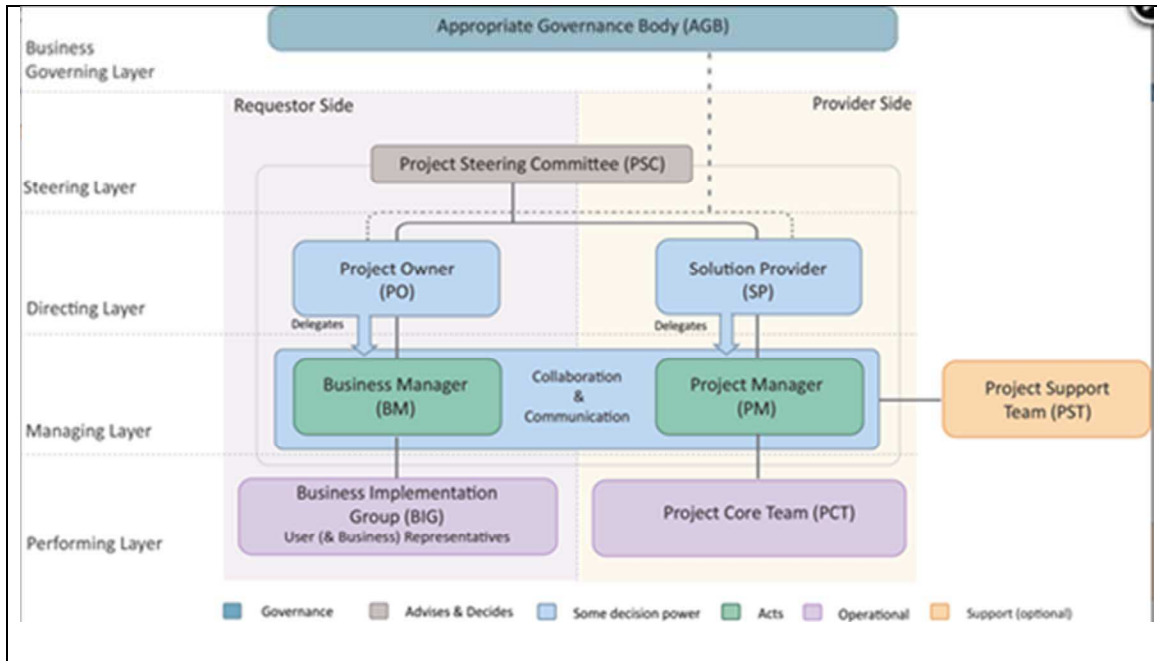 Appropriate Governance Body (AGB)
Business
Governing Layer
Requestor Side
Provider Side
Project Steering Committee (PSC)
Steering Layer
Project Owner
(PO)
Solution Provider
(SP)
Directing Layer
Delegates
Delegates
Business Manager
(BM)
Collaboration
&
Communication
Project Manager
(PM)
Project Support
Team (PST)
Managing Layer
Business Implementation
Group (BIG)
User (& Business) Representatives
Project Core Team (PCT)
Performing Layer
Governance
Advises & Decides
Some decision power
Acts
Operational
Support (optional)